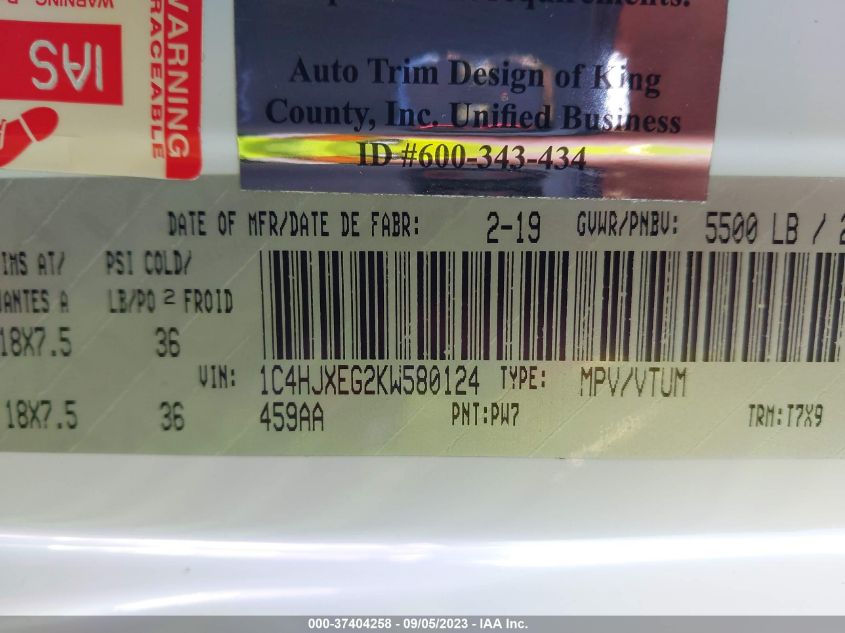 WARNING
TRACEABLE
IAS
Auto Trim Design of King
County, Inc. Unified Business
ID #600-343-434
DATE OF MFR/DATE DE FABR: 2-19 GVWR/PNBV: 5500 LB /
AT/ PSI COLD/
A LB/PO 2 FROID
18X7.5 36
VIN: 1C4HJXEG2KW580124 TYPE: MPV/VTUM
18X7.5 36 459AA PNT:PW7 TRM:T7X9
000-37404258 - 09/05/2023 - IAA Inc.